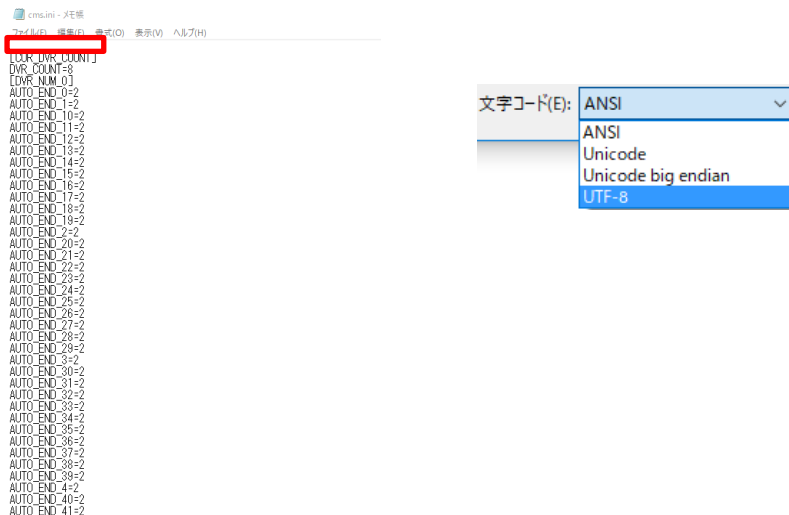 cms.ini - メモ帳
ファイル(F) 編集(E) 書式(O) 表示(V) ヘルプ(H)
[CUR_DVR_COUNT]
DVR_COUNT=8
[DVR_NUM_0]
AUTO_END_0=2
AUTO_END_1=2
AUTO_END_10=2
AUTO_END_11=2
AUTO_END_12=2
AUTO_END_13=2
AUTO_END_14=2
AUTO_END_15=2
AUTO_END_16=2
AUTO_END_17=2
AUTO_END_18=2
AUTO_END_19=2
AUTO_END_2=2
AUTO_END_20=2
AUTO_END_21=2
AUTO_END_22=2
AUTO_END_23=2
AUTO_END_24=2
AUTO_END_25=2
AUTO_END_26=2
AUTO_END_27=2
AUTO_END_28=2
AUTO_END_29=2
AUTO_END_3=2
AUTO_END_30=2
AUTO_END_31=2
AUTO_END_32=2
AUTO_END_33=2
AUTO_END_34=2
AUTO_END_35=2
AUTO_END_36=2
AUTO_END_37=2
AUTO_END_38=2
AUTO_END_39=2
AUTO_END_4=2
AUTO_END_40=2
AUTO_END_41=2
文字コード(E): ANSI
ANSI
Unicode
Unicode big endian
UTF-8